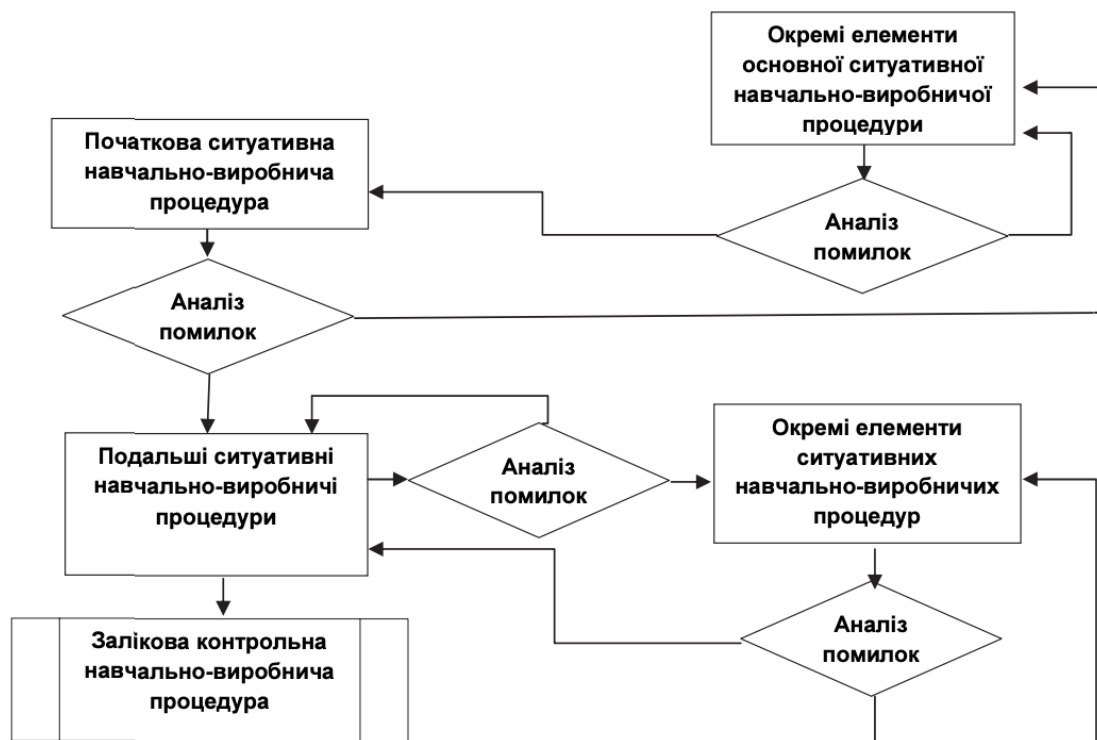 Окремі елементи
основної ситуативної
навчально-виробничої
процедури
Початкова ситуативна
навчально-виробнича
процедура
Аналіз
помилок
Аналіз
помилок
Подальші ситуативні
навчально-виробничі
процедури
Аналіз
помилок
Окремі елементи
ситуативних
навчально-виробничих
процедур
Аналіз
помилок
Залікова контрольна
навчально-виробнича
процедура